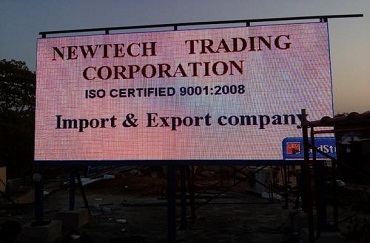 NEWTECH TRADING
CORPORATION
ISO CERTIFIED 9001:2008
Import & Export company